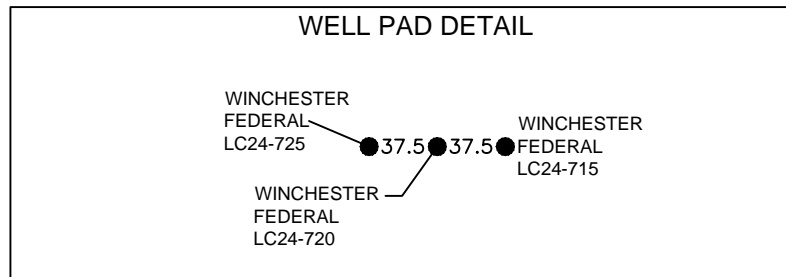 WELL PAD DETAIL
WINCHESTER
FEDERAL
LC24-725
37.5
37.5
WINCHESTER
FEDERAL
LC24-715
WINCHESTER
FEDERAL
LC24-720